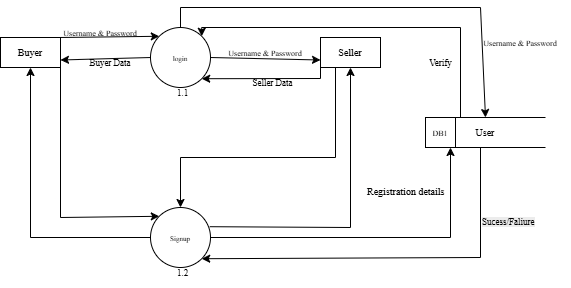 Username & Password
Buyer
login
Username & Password
Seller
Username & Password
Buyer Data
Verify
Seller Data
1.1
DB1
User
Registration details
Sucess/Faliure
Signup
1.2